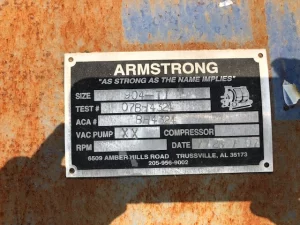 ARMSTRONG
"AS STRONG AS THE NAME IMPLIES"
SIZE
TEST #
ACA #
VAC PUMP XX COMPRESSOR
RPM DATE
6609 AMBER HILLS ROAD TRUSSVILLE, AL 35173
205-956-9002